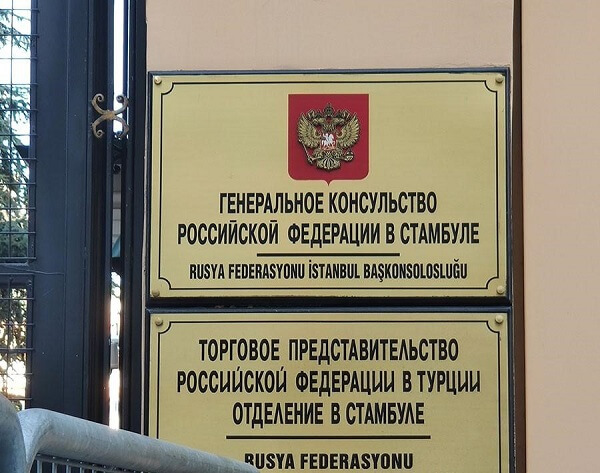 ГЕНЕРАЛЬНОЕ КОНСУЛЬСТВО
РОССИЙСКОЙ ФЕДЕРАЦИИ В СТАМБУЛЕ
RUSYA FEDERASYONU İSTANBUL BAŞKONSOLOSLUĞU
ТОРГОВОЕ ПРЕДСТАВИТЕЛЬСТВО
РОССИЙСКОЙ ФЕДЕРАЦИИ В ТУРЦИИ
ОТДЕЛЕНИЕ В СТАМБУЛЕ
RUSYA FEDERASYONU